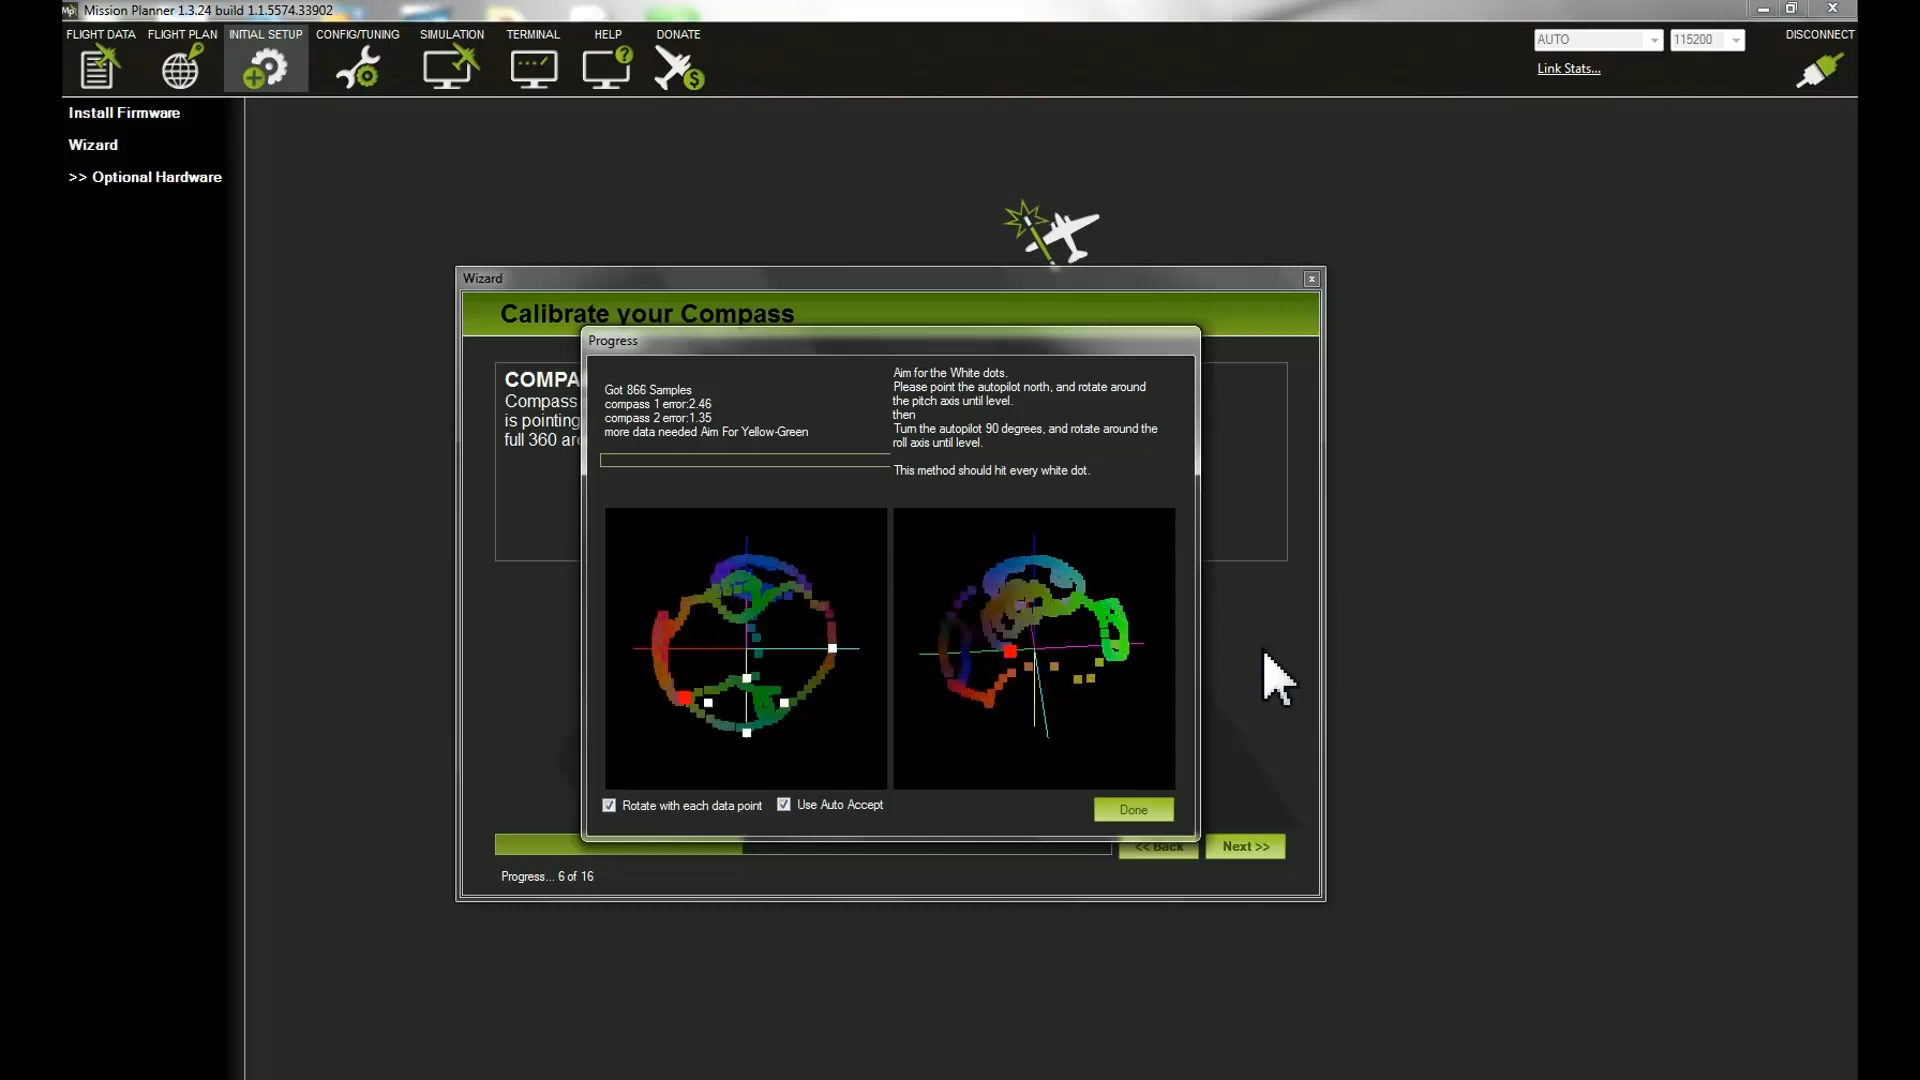 Mission Planner 1.3.24 build 1.1.5574.33902
FLIGHT DATA FLIGHT PLAN INITIAL SETUP CONFIG/TUNING SIMULATION TERMINAL HELP DONATE
AUTO 115200 DISCONNECT
Link Stats...
Install Firmware
Wizard
>> Optional Hardware
Wizard
Calibrate your Compass
Progress
COMPA
Compass
is pointing
full 360 aro
Got 866 Samples
compass 1 error:2.46
compass 2 error:1.35
more data needed Aim For Yellow-Green
Aim for the White dots.
Please point the autopilot north, and rotate around
the pitch axis until level.
then
Turn the autopilot 90 degrees, and rotate around the
roll axis until level.
This method should hit every white dot.
Rotate with each data point Use Auto Accept Done
<< Back Next >>
Progress... 6 of 16